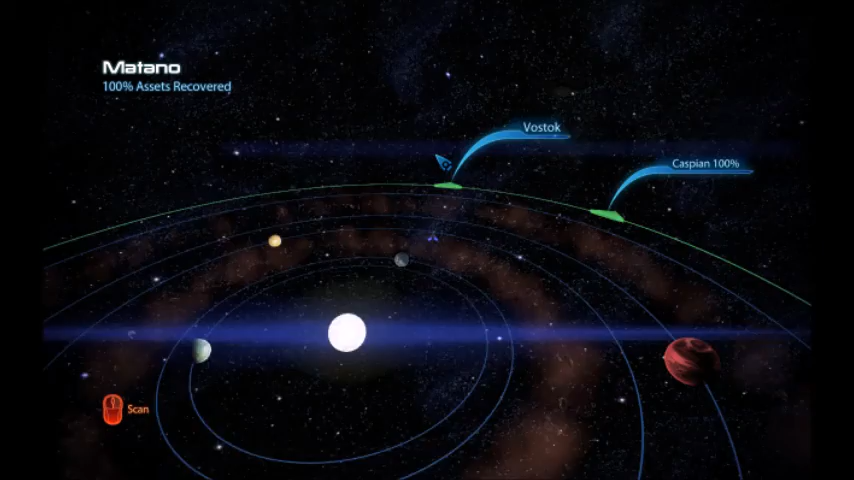 Matano
100% Assets Recovered
Vostok
Caspian 100%
Scan